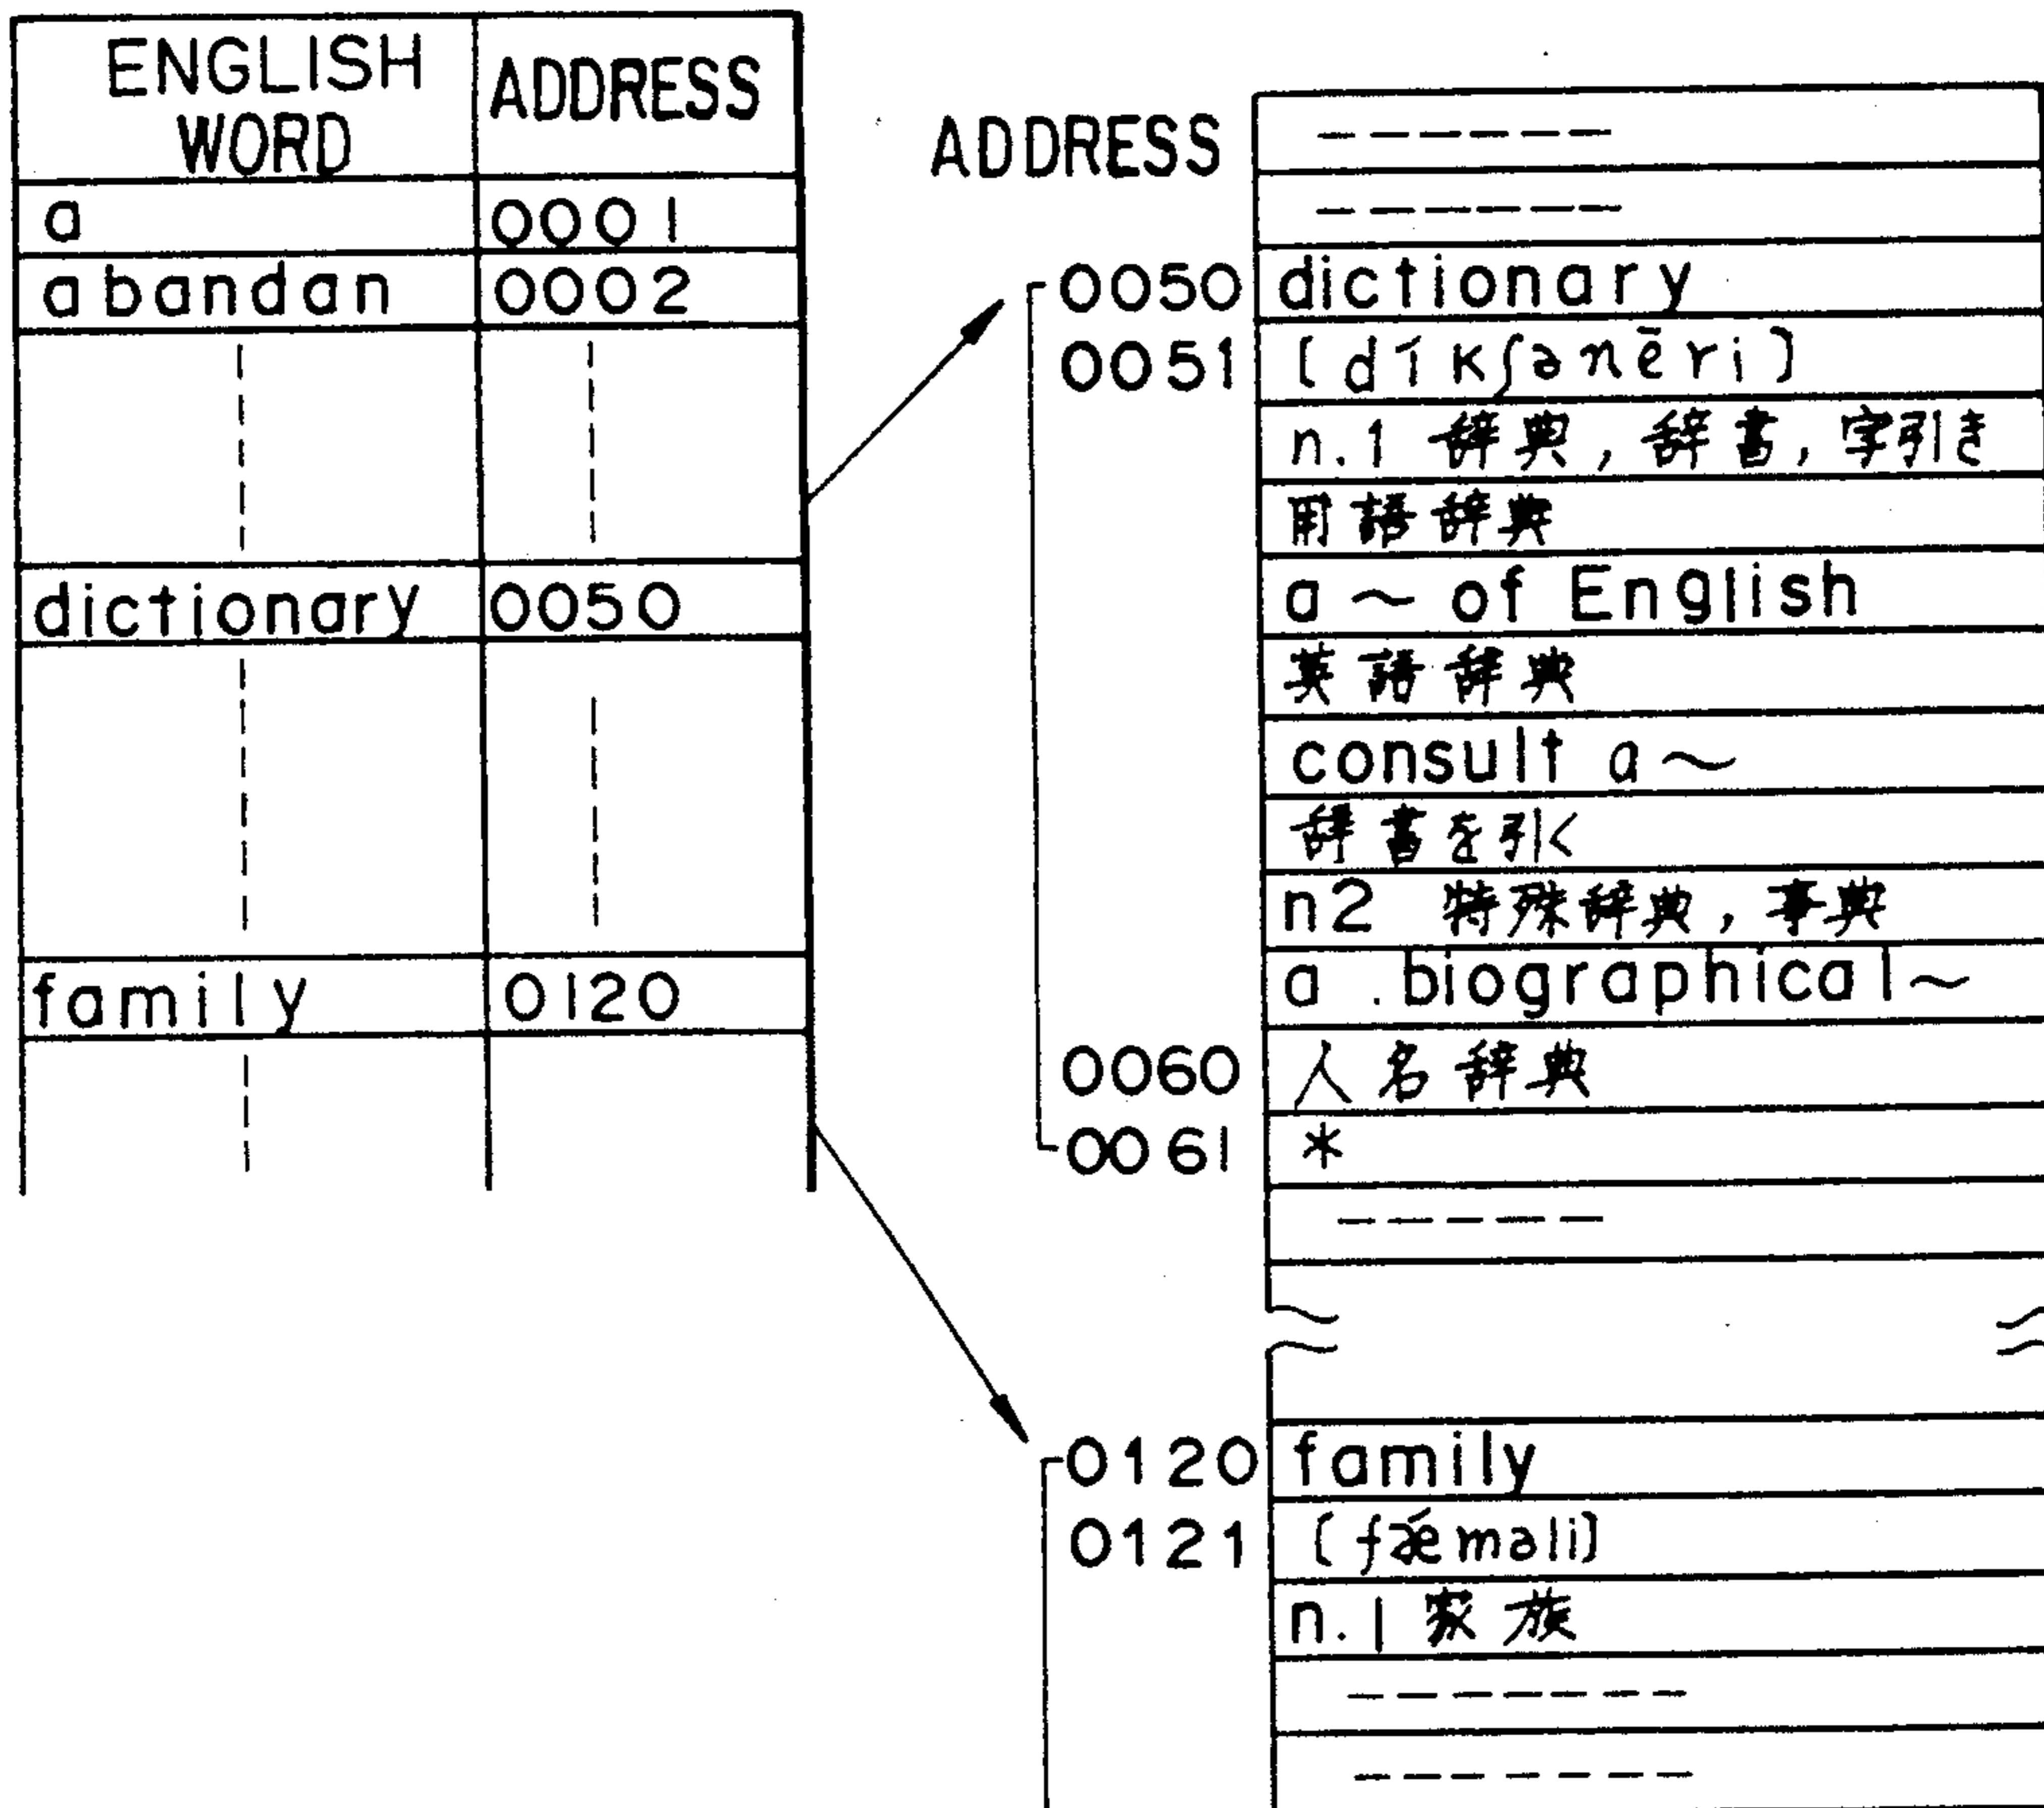 ENGLISH WORD ADDRESS
a 0001
abandan 0002
dictionary 0050
family 0120
ADDRESS
0050 dictionary
0051 [díkʃənēri]
n.1 辞典,辞書,字引き
用語辞典
a ~ of English
英語辞典
consult a ~
辞書を引く
n2 特殊辞典,事典
a .biographical ~
0060 人名辞典
0061 *
0120 family
0121 [fǽməli]
n.1 家族